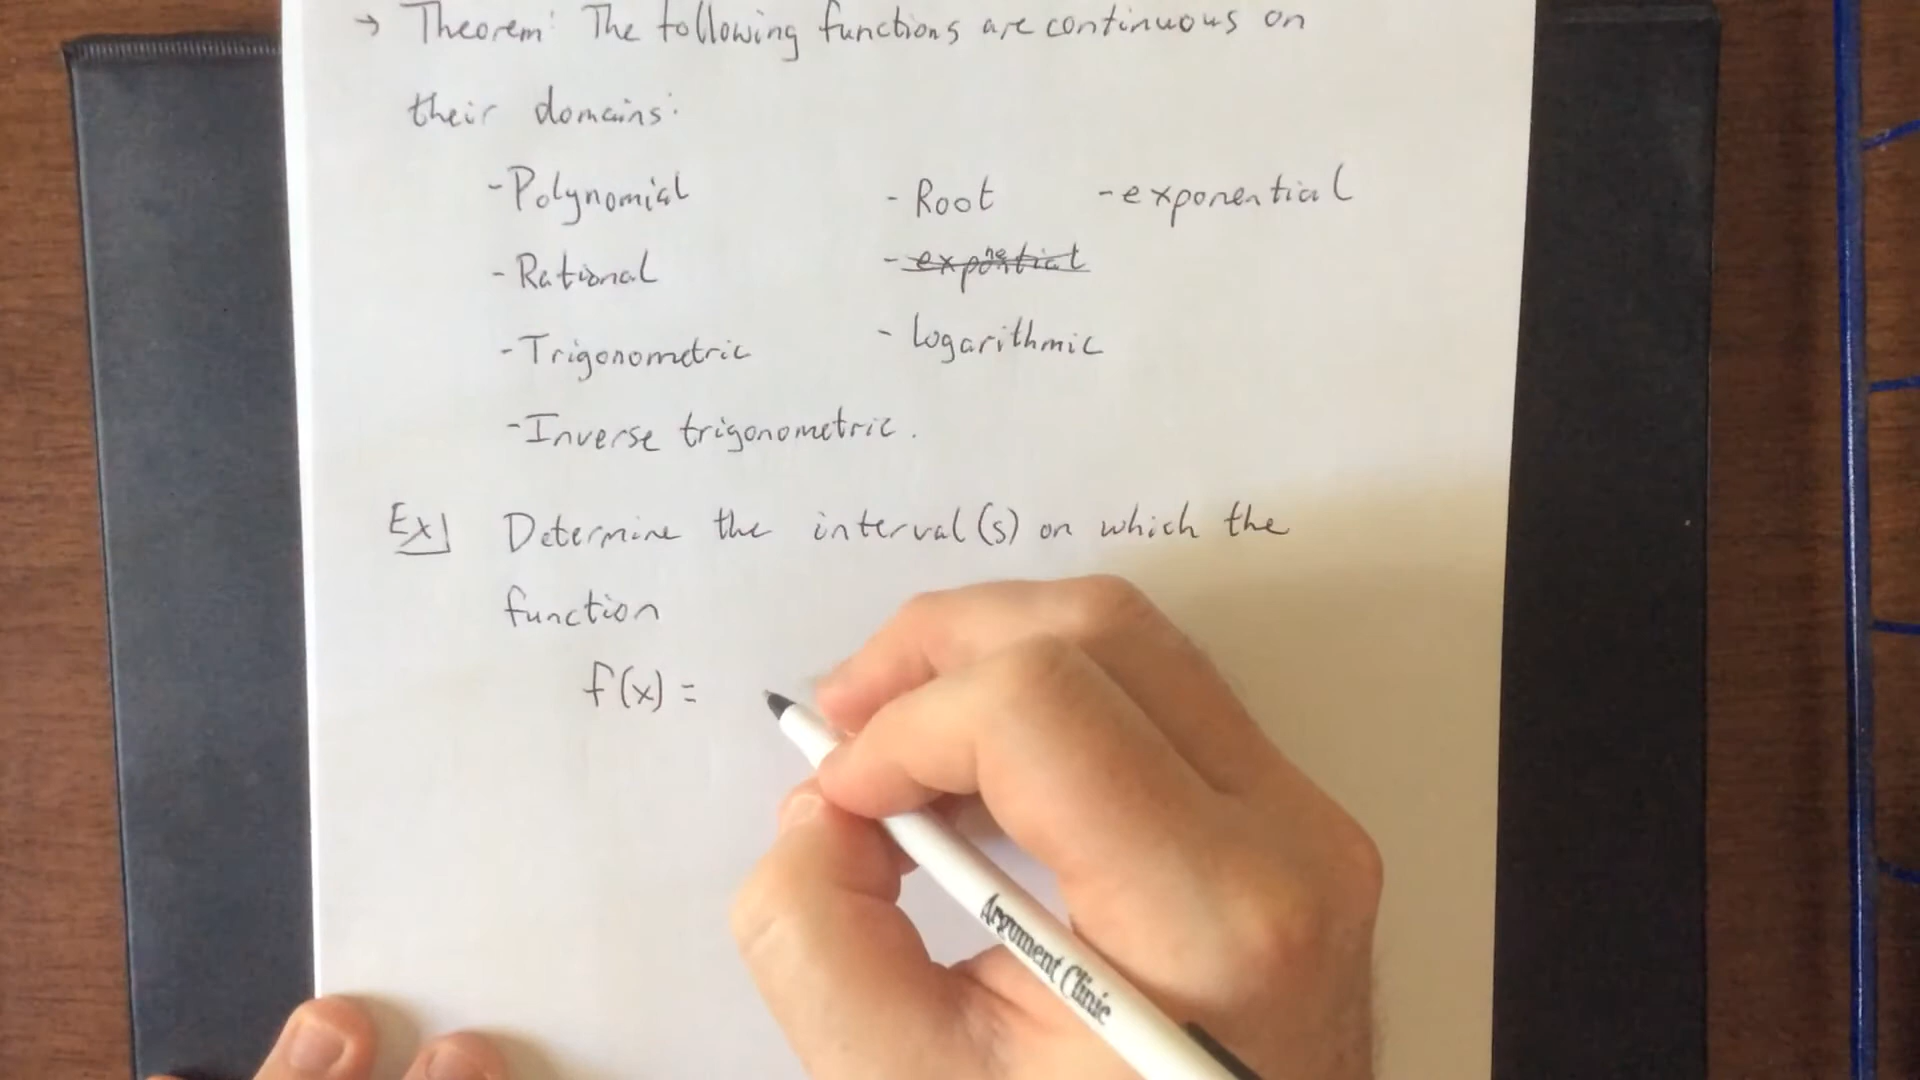 → Theorem: The following functions are continuous on
their domains:
- Polynomial
- Rational
- Trigonometric
- Inverse trigonometric.
- Root
- exponential
- logarithmic
- exponential
Ex] Determine the interval(s) on which the
function
f(x) =
Argument Clinic